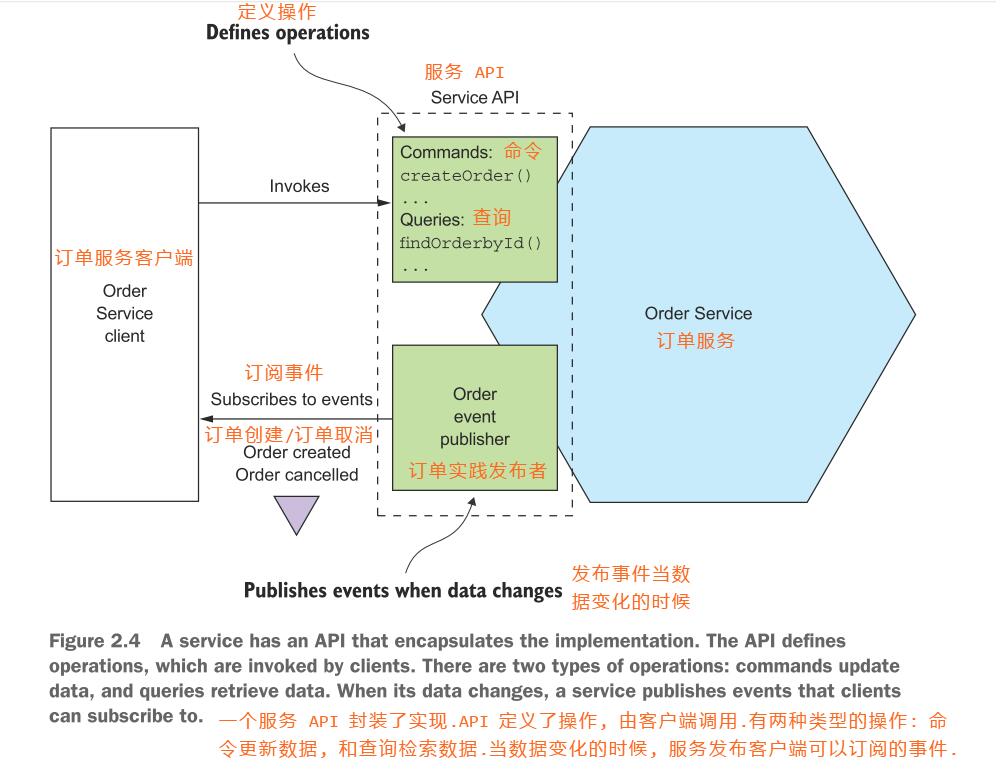 定义操作
Defines operations
服务 API
Service API
Commands: 命令
createOrder()
...
Queries: 查询
findOrderbyId()
...
Invokes
订单服务客户端
Order
Service
client
Order Service
订单服务
订阅事件
Subscribes to events
订单创建/订单取消
Order created
Order cancelled
Order
event
publisher
订单实践发布者
Publishes events when data changes
发布事件当数
据变化的时候
Figure 2.4 A service has an API that encapsulates the implementation. The API defines
operations, which are invoked by clients. There are two types of operations: commands update
data, and queries retrieve data. When its data changes, a service publishes events that clients
can subscribe to.
一个服务 API 封装了实现.API 定义了操作，由客户端调用.有两种类型的操作：命
令更新数据，和查询检索数据.当数据变化的时候，服务发布客户端可以订阅的事件.